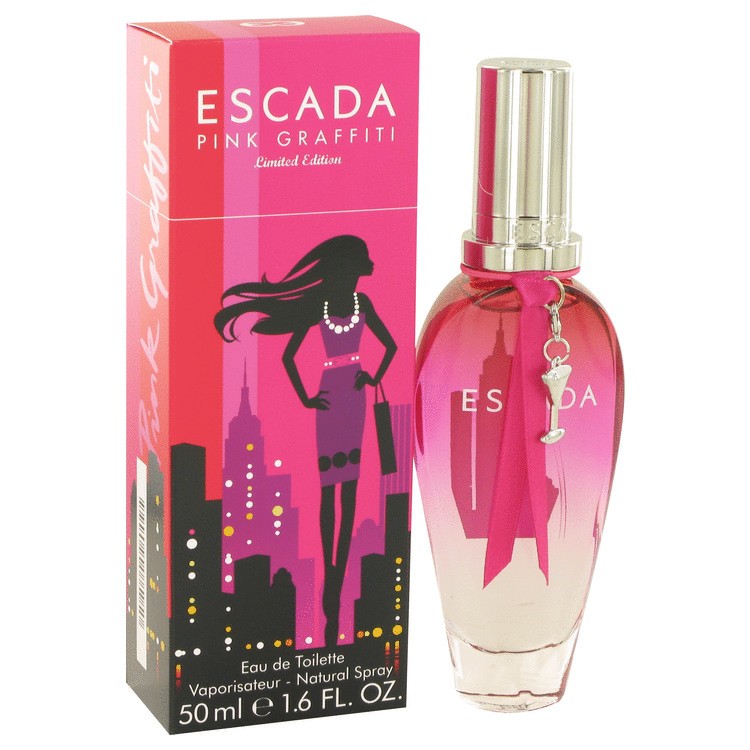 ESCADA
PINK GRAFFITI
Limited Edition
Pink Graffiti
Eau de Toilette
Vaporisateur - Natural Spray
50 ml e 1.6 FL. OZ.
ESCADA